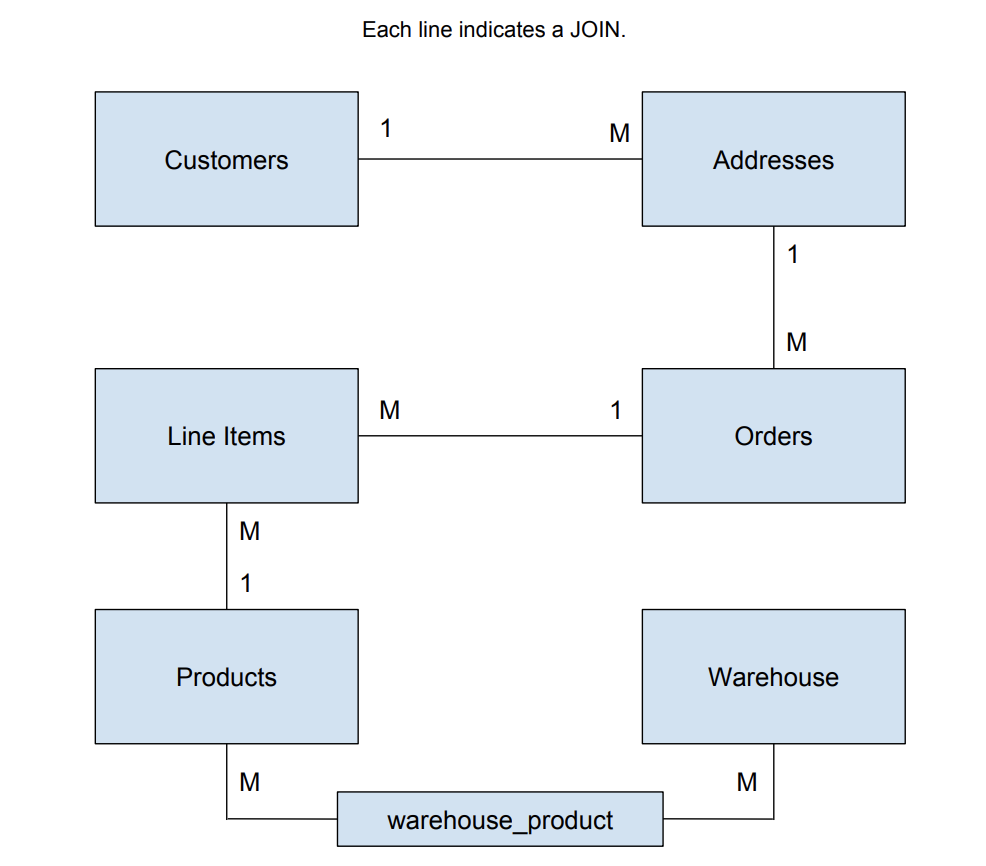 Each line indicates a JOIN.
Customers
1
M
Addresses
1
M
Line Items
M
1
Orders
M
1
Products
Warehouse
M
M
warehouse_product